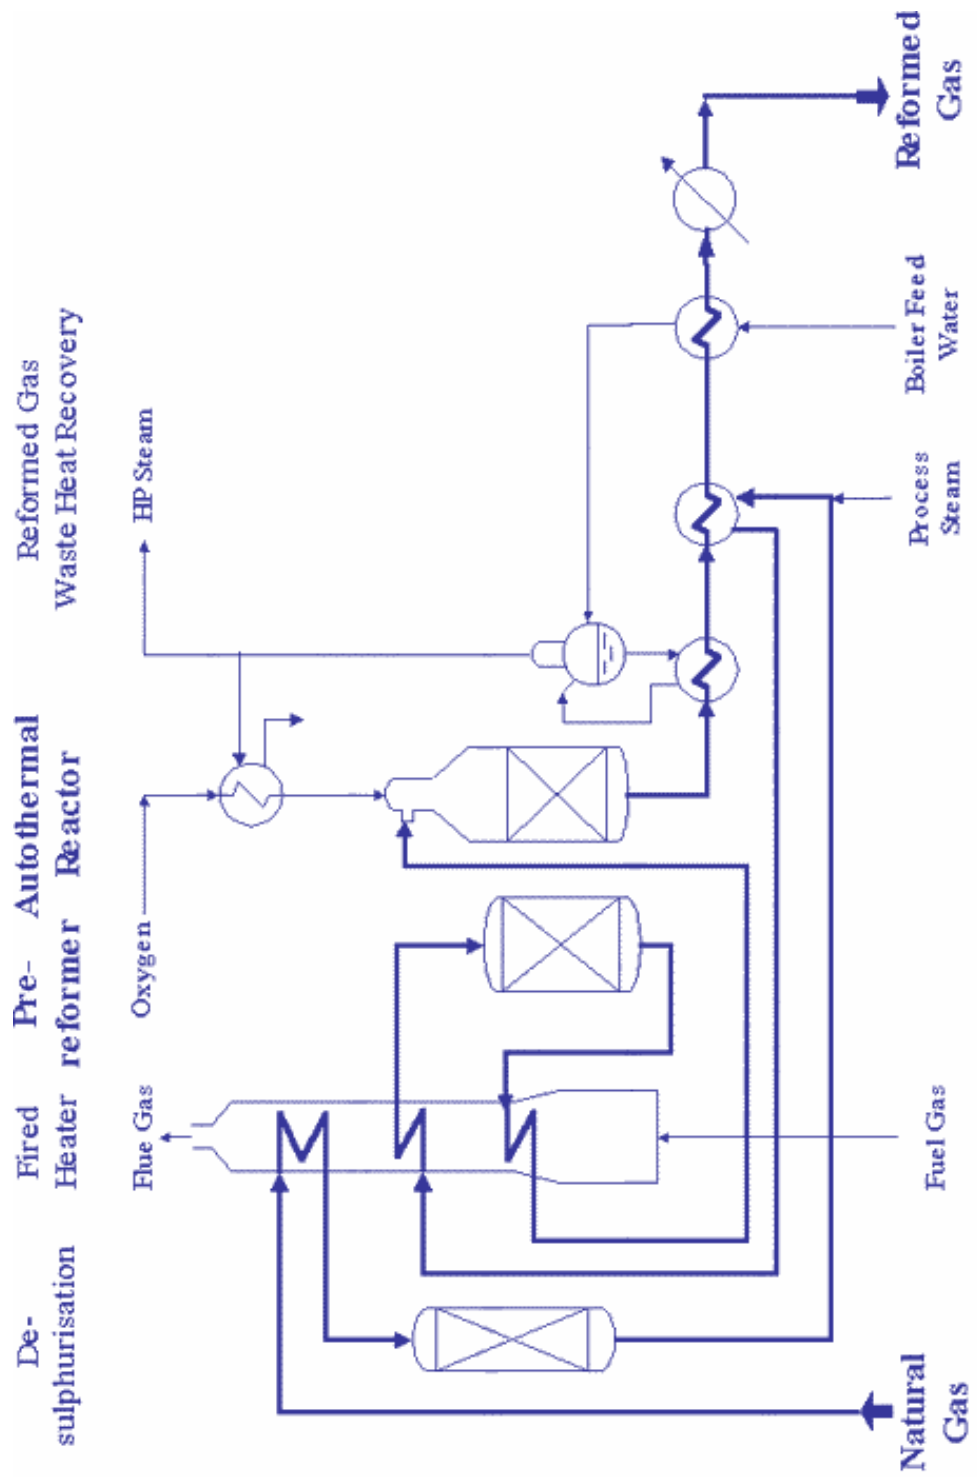 De-
sulphurisation
Fired
Heater
Pre-
reformer
Autothermal
Reactor
Reformed Gas
Waste Heat Recovery
Flue Gas
Oxygen
HP Steam
Natural
Gas
Fuel Gas
Process
Steam
Boiler Feed
Water
Reformed
Gas